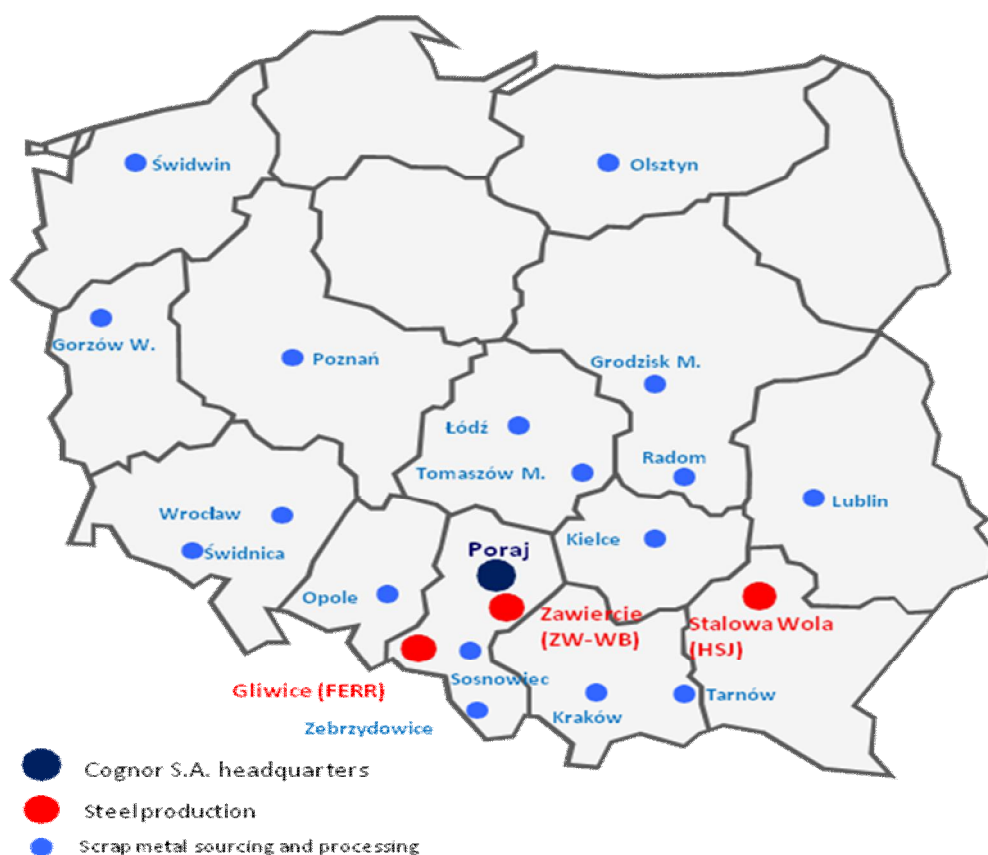 Świdwin
Olsztyn
Gorzów W.
Poznań
Grodzisk M.
Łódź
Tomaszów M.
Radom
Lublin
Wrocław
Świdnica
Kielce
Poraj
Opole
Zawiercie
(ZW-WB)
Stalowa Wola
(HSJ)
Gliwice (FERR)
Sosnowiec
Tarnów
Kraków
Zebrzydowice
Cognor S.A. headquarters
Steel production
Scrap metal sourcing and processing